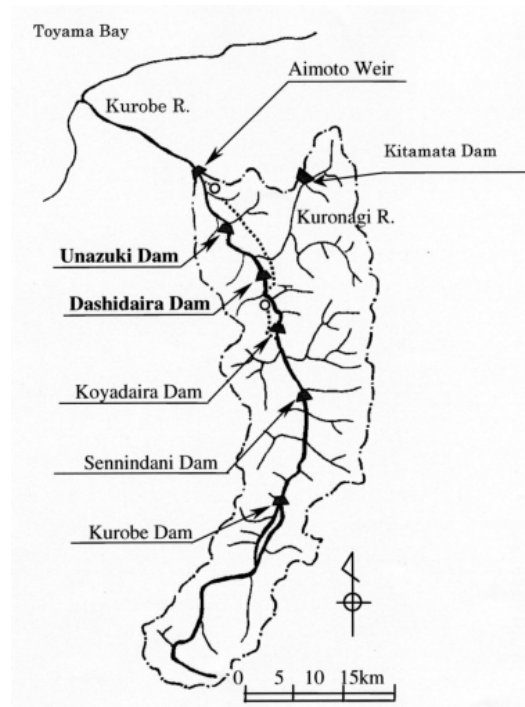 Toyama Bay
Aimoto Weir
Kurobe R.
Kitamata Dam
Kuronagi R.
Unazuki Dam
Dashidaira Dam
Koyadaira Dam
Sennindani Dam
Kurobe Dam
0 5 10 15km